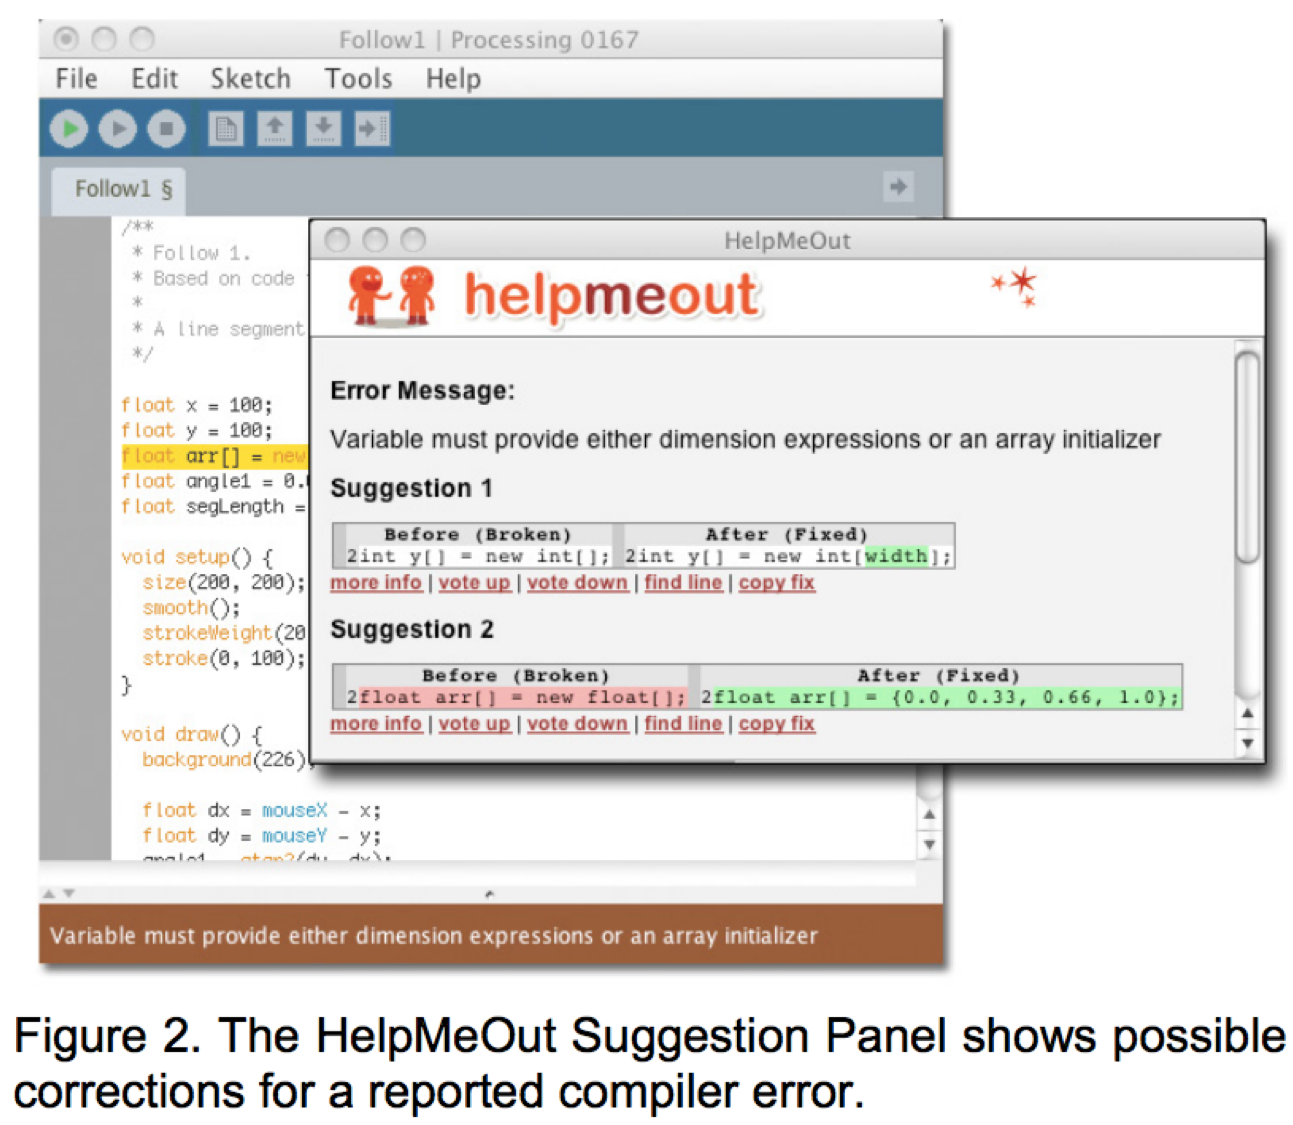 Follow1 | Processing 0167
File Edit Sketch Tools Help
Follow1 §
/**
* Follow 1.
* Based on code
*
* A line segment
*/
float x = 100;
float y = 100;
float arr[] = new
float angle1 = 0.
float segLength =
void setup() {
size(200, 200);
smooth();
strokeWeight(20
stroke(0, 100);
}
void draw() {
background(226)
float dx = mouseX - x;
float dy = mouseY - y;
Variable must provide either dimension expressions or an array initializer
HelpMeOut
helpmeout
Error Message:
Variable must provide either dimension expressions or an array initializer
Suggestion 1
Before (Broken) After (Fixed)
2int y[] = new int[]; 2int y[] = new int[width];
more info | vote up | vote down | find line | copy fix
Suggestion 2
Before (Broken) After (Fixed)
2float arr[] = new float[]; 2float arr[] = {0.0, 0.33, 0.66, 1.0};
more info | vote up | vote down | find line | copy fix
Figure 2. The HelpMeOut Suggestion Panel shows possible
corrections for a reported compiler error.